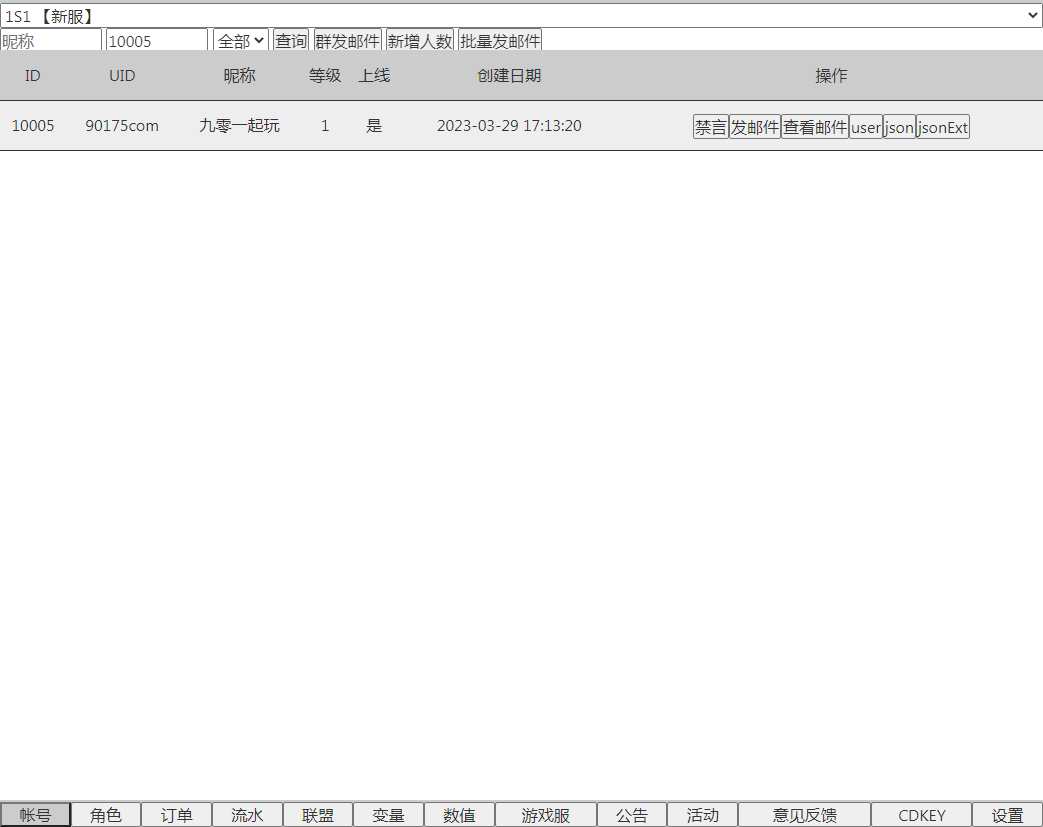 1S1 【新服】
昵称 10005 全部 查询 群发邮件 新增人数 批量发邮件
ID UID 昵称 等级 上线 创建日期 操作
10005 90175com 九零一起玩 1 是 2023-03-29 17:13:20 禁言 发邮件 查看邮件 user json jsonExt
帐号 角色 订单 流水 联盟 变量 数值 游戏服 公告 活动 意见反馈 CDKEY 设置